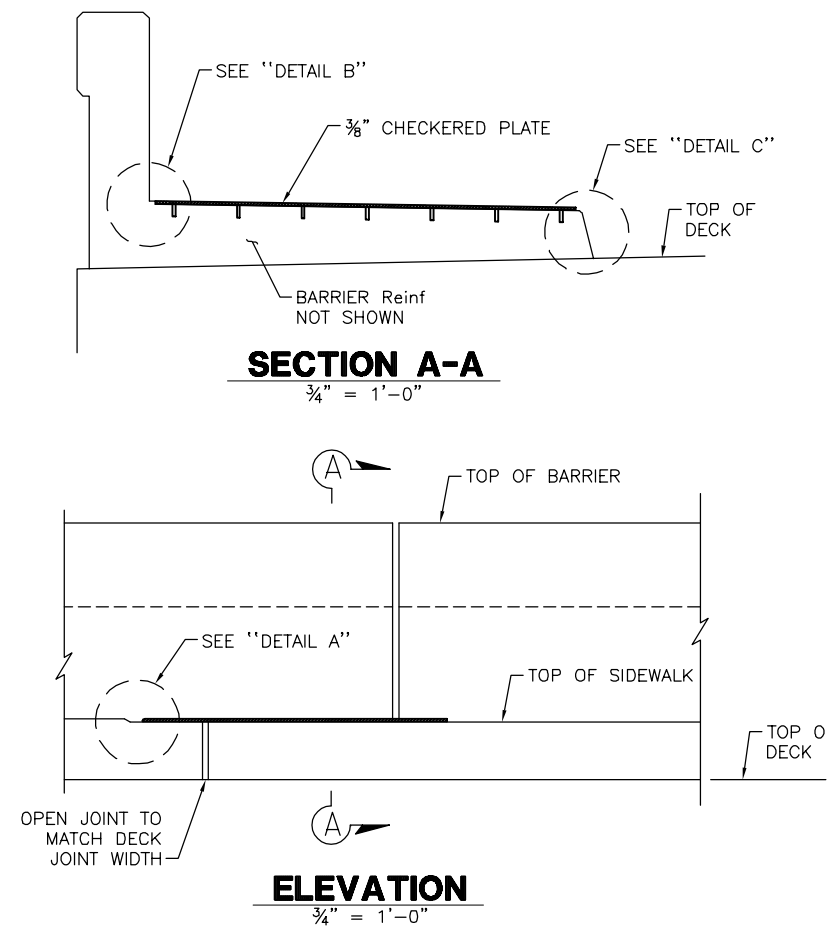 SEE ‘‘DETAIL B’’
⅜” CHECKERED PLATE
SEE ‘‘DETAIL C’’
TOP OF
DECK
BARRIER Reinf
NOT SHOWN
SECTION A-A
¾” = 1’-0”
A
TOP OF BARRIER
SEE ‘‘DETAIL A’’
TOP OF SIDEWALK
TOP O
DECK
OPEN JOINT TO
MATCH DECK
JOINT WIDTH
A
ELEVATION
¾” = 1’-0”